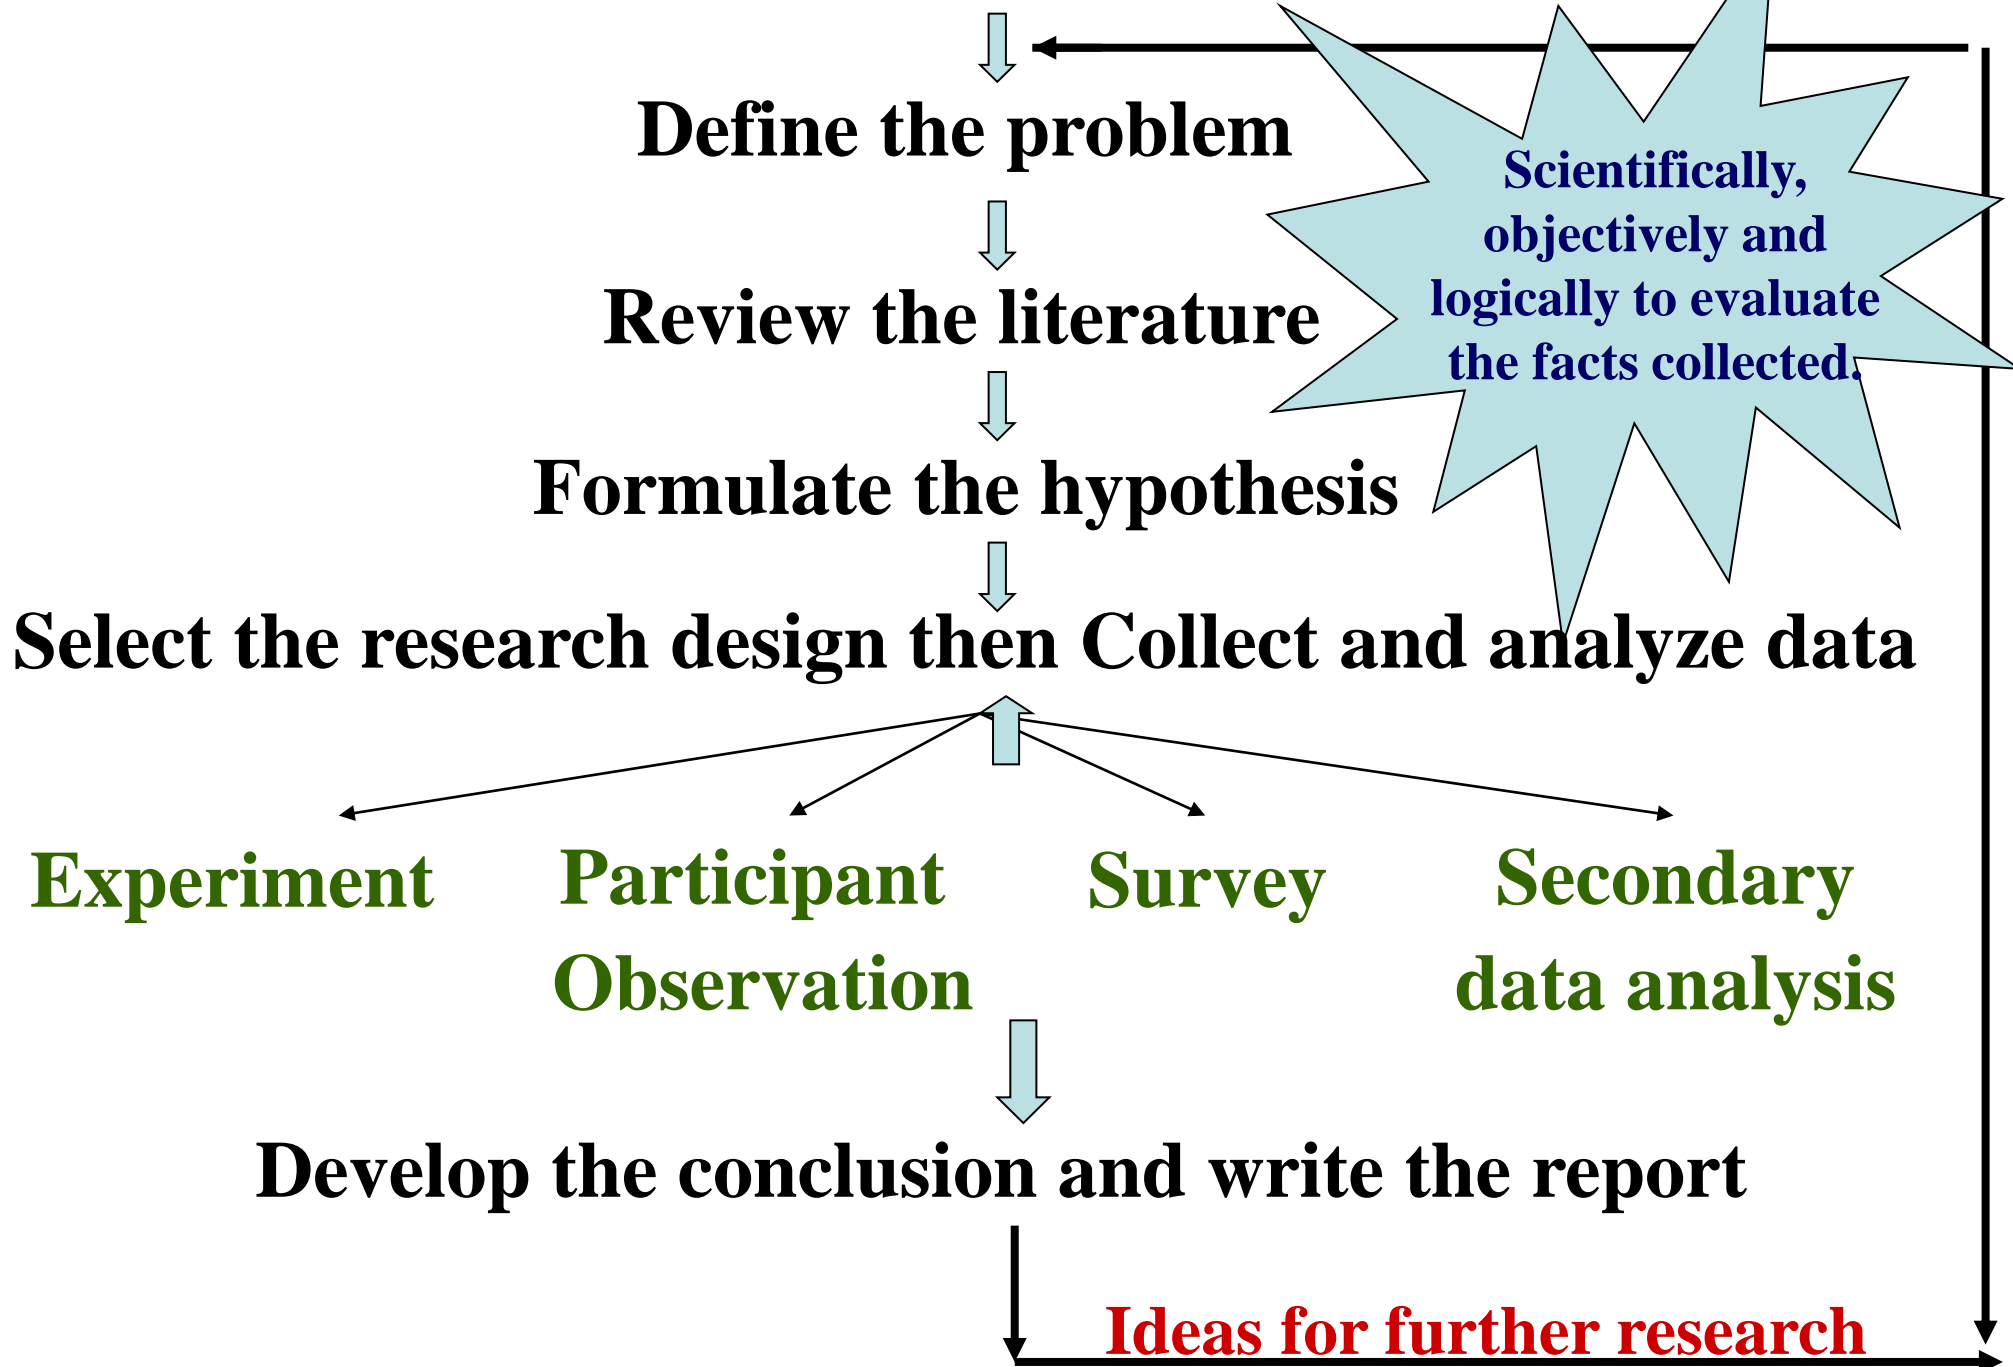 Define the problem
Scientifically,
objectively and
logically to evaluate
the facts collected.
Review the literature
Formulate the hypothesis
Select the research design then Collect and analyze data
Experiment
Participant
Observation
Survey
Secondary
data analysis
Develop the conclusion and write the report
Ideas for further research